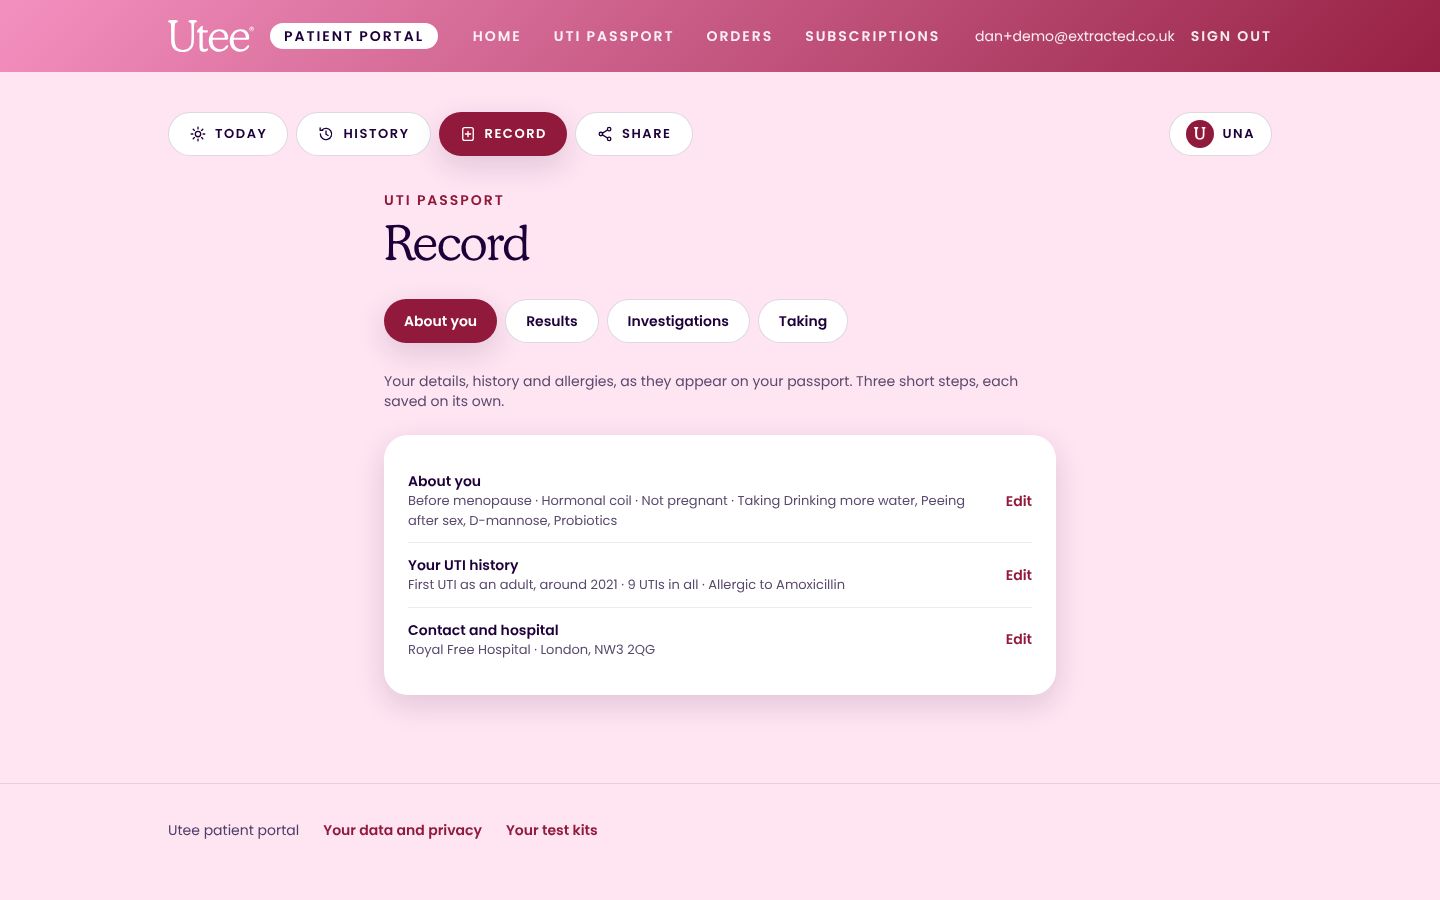 Utee® PATIENT PORTAL HOME UTI PASSPORT ORDERS SUBSCRIPTIONS dan+demo@extracted.co.uk SIGN OUT
TODAY HISTORY RECORD SHARE U UNA
UTI PASSPORT
Record
About you Results Investigations Taking
Your details, history and allergies, as they appear on your passport. Three short steps, each
saved on its own.
About you
Before menopause · Hormonal coil · Not pregnant · Taking Drinking more water, Peeing
after sex, D-mannose, Probiotics
Edit
Your UTI history
First UTI as an adult, around 2021 · 9 UTIs in all · Allergic to Amoxicillin
Edit
Contact and hospital
Royal Free Hospital · London, NW3 2QG
Edit
Utee patient portal Your data and privacy Your test kits